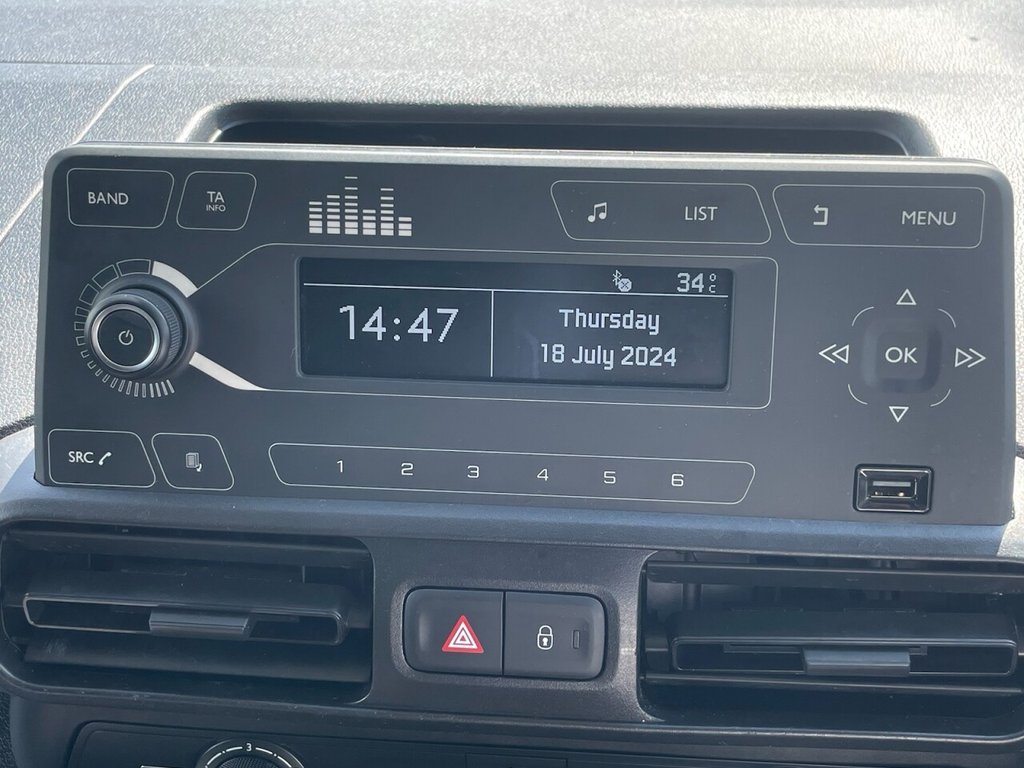 BAND
TA
INFO
LIST
MENU
34°C
14:47
Thursday
18 July 2024
OK
SRC
1 2 3 4 5 6
3